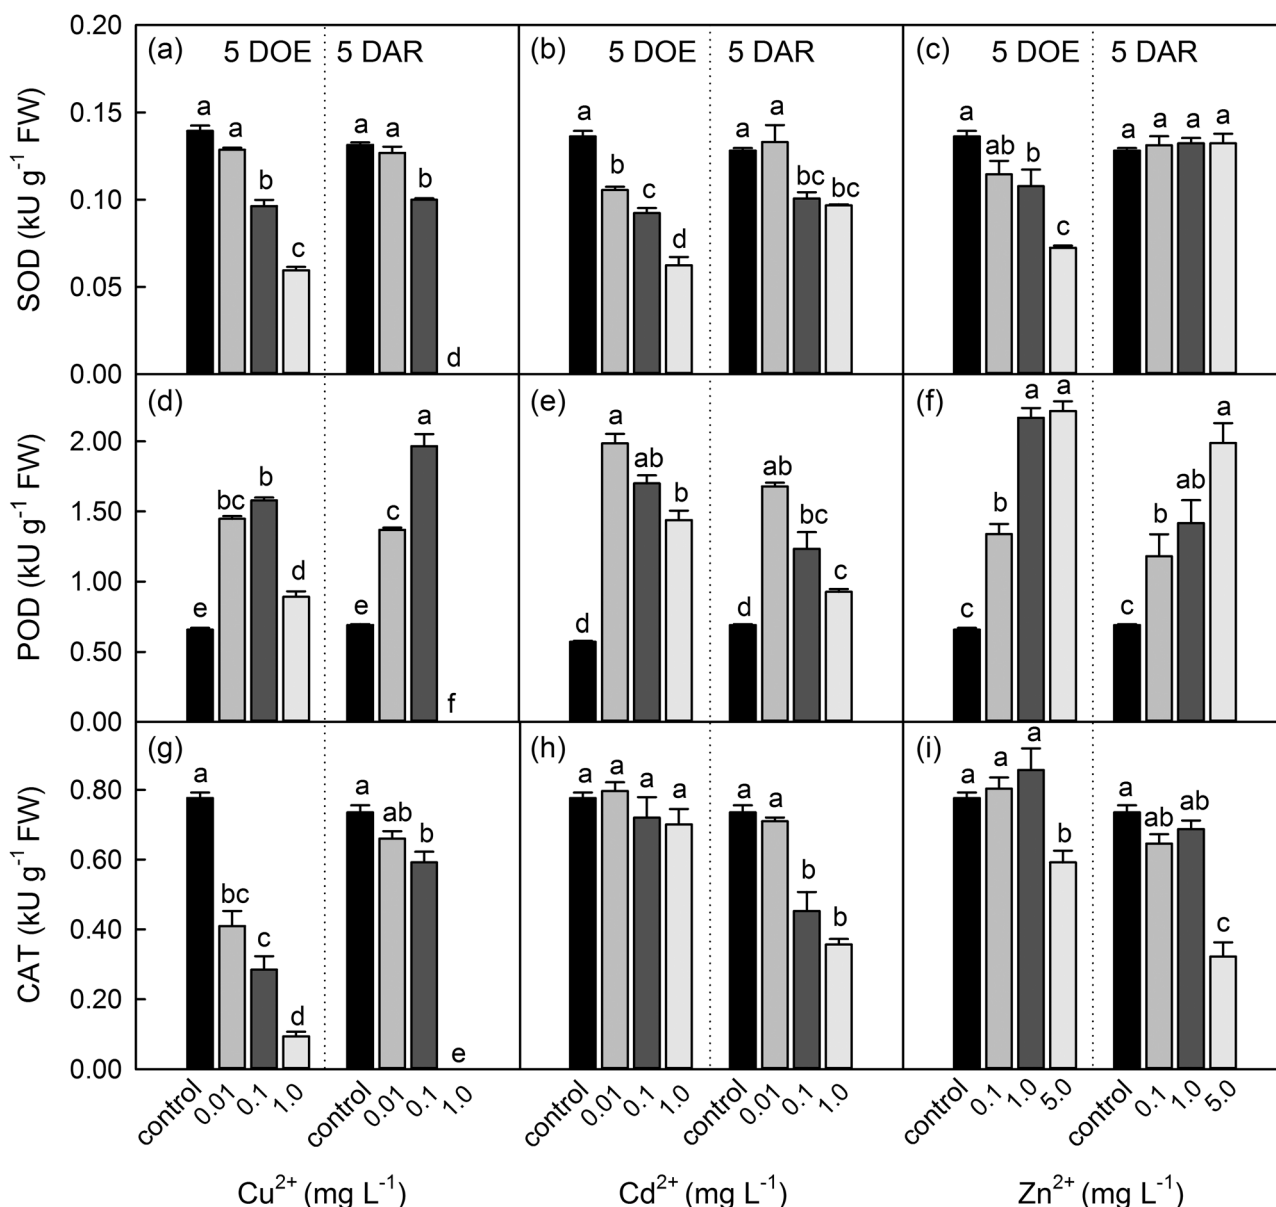 (a) 5 DOE 5 DAR (b) 5 DOE 5 DAR (c) 5 DOE 5 DAR
SOD (kU g⁻¹ FW)
0.20
0.15
0.10
0.05
0.00
a a b c a a b d
a b c d a a bc bc
a ab b c a a a a
(d) (e) (f)
POD (kU g⁻¹ FW)
2.00
1.50
1.00
0.50
0.00
e bc b d e c a f
d a ab b d ab bc c
c b a a c b ab a
(g) (h) (i)
CAT (kU g⁻¹ FW)
0.80
0.60
0.40
0.20
0.00
a bc c d a ab b e
a a a a a a b b
a a a b a ab ab c
control 0.01 0.1 1.0 control 0.01 0.1 1.0 control 0.01 0.1 1.0 control 0.01 0.1 1.0 control 0.1 1.0 5.0 control 0.1 1.0 5.0
Cu²⁺ (mg L⁻¹) Cd²⁺ (mg L⁻¹) Zn²⁺ (mg L⁻¹)